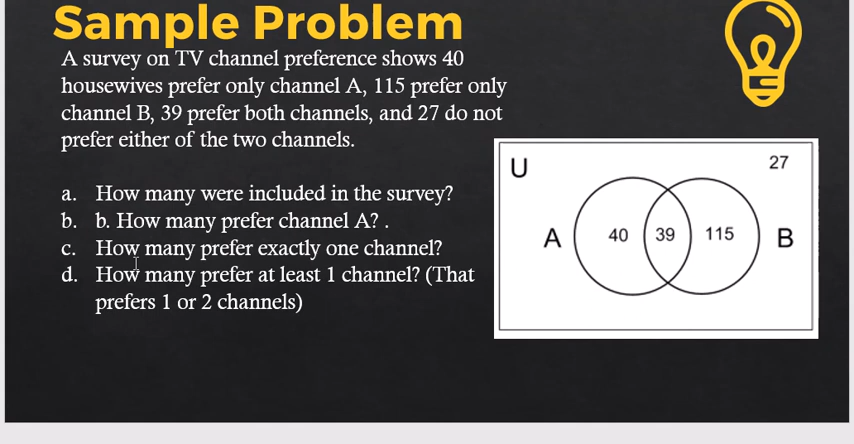 Sample Problem
A survey on TV channel preference shows 40
housewives prefer only channel A, 115 prefer only
channel B, 39 prefer both channels, and 27 do not
prefer either of the two channels.
a. How many were included in the survey?
b. b. How many prefer channel A? .
c. How many prefer exactly one channel?
d. How many prefer at least 1 channel? (That
prefers 1 or 2 channels)
U 27
A 40 39 115 B